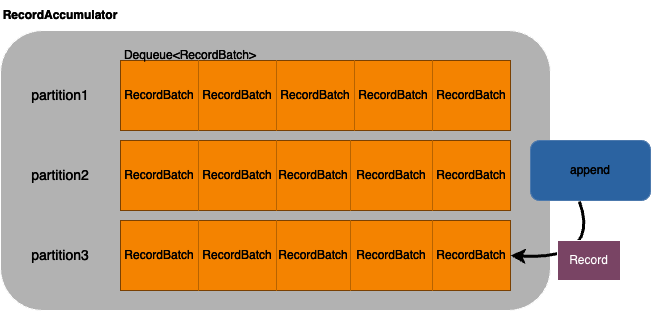 RecordAccumulator
Dequeue<RecordBatch>
partition1 RecordBatch RecordBatch RecordBatch RecordBatch RecordBatch
partition2 RecordBatch RecordBatch RecordBatch RecordBatch RecordBatch
append
partition3 RecordBatch RecordBatch RecordBatch RecordBatch RecordBatch
Record